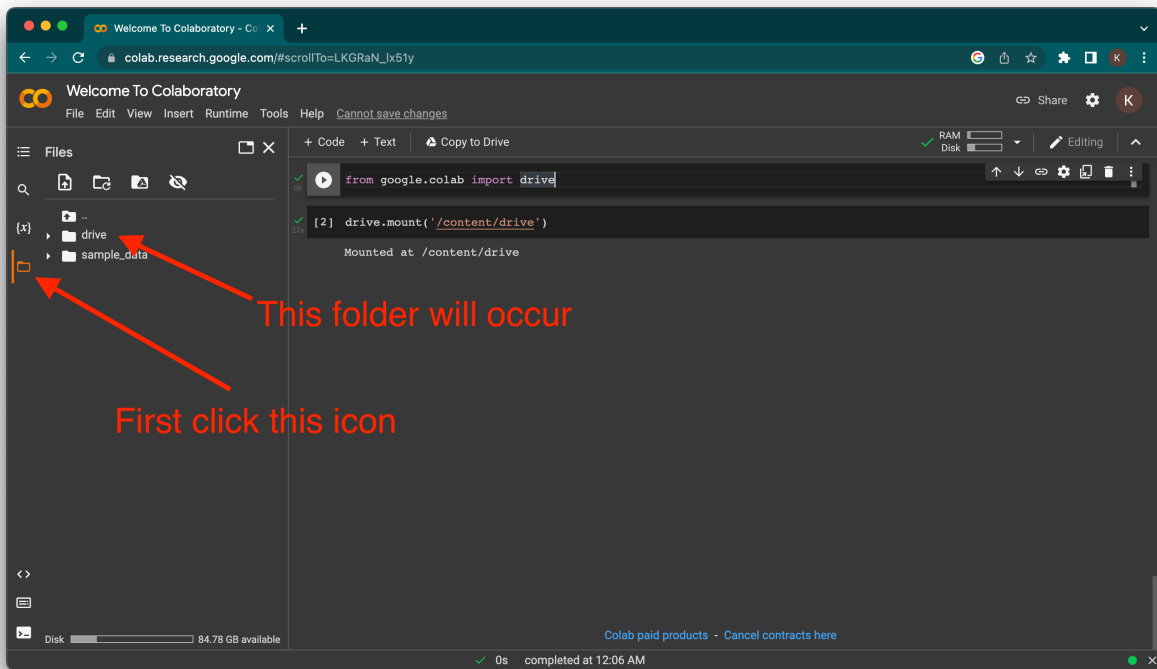 Welcome To Colaboratory - Co
colab.research.google.com/#scrollTo=LKGRaN_lx51y
K
Welcome To Colaboratory
File Edit View Insert Runtime Tools Help Cannot save changes
Share
K
Files
+ Code + Text Copy to Drive
RAM
Disk
Editing
{x}
..
drive
sample_data
0s
from google.colab import drive
27s
[2] drive.mount('/content/drive')
Mounted at /content/drive
This folder will occur
First click this icon
Disk 84.78 GB available
Colab paid products - Cancel contracts here
0s completed at 12:06 AM